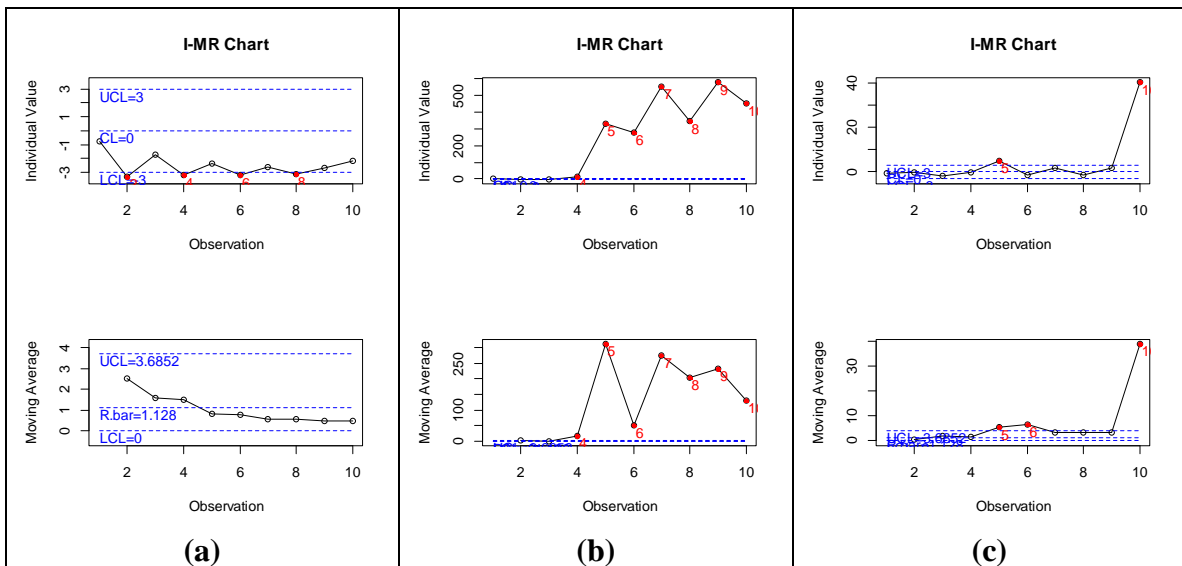 I-MR Chart
Individual Value
3
1
-1
-3
UCL=3
CL=0
LCL=3
4
6
8
2 4 6 8 10
Observation
Moving Average
4
3
2
1
0
UCL=3.6852
R.bar=1.128
LCL=0
2 4 6 8 10
Observation
(a)
I-MR Chart
Individual Value
500
200
0
4
5
6
7
8
9
2 4 6 8 10
Observation
Moving Average
250
100
0
4
5
6
7
8
9
2 4 6 8 10
Observation
(b)
I-MR Chart
Individual Value
40
20
0
UCL=3
5
2 4 6 8 10
Observation
Moving Average
30
10
0
UCL=3.6852
5
6
2 4 6 8 10
Observation
(c)